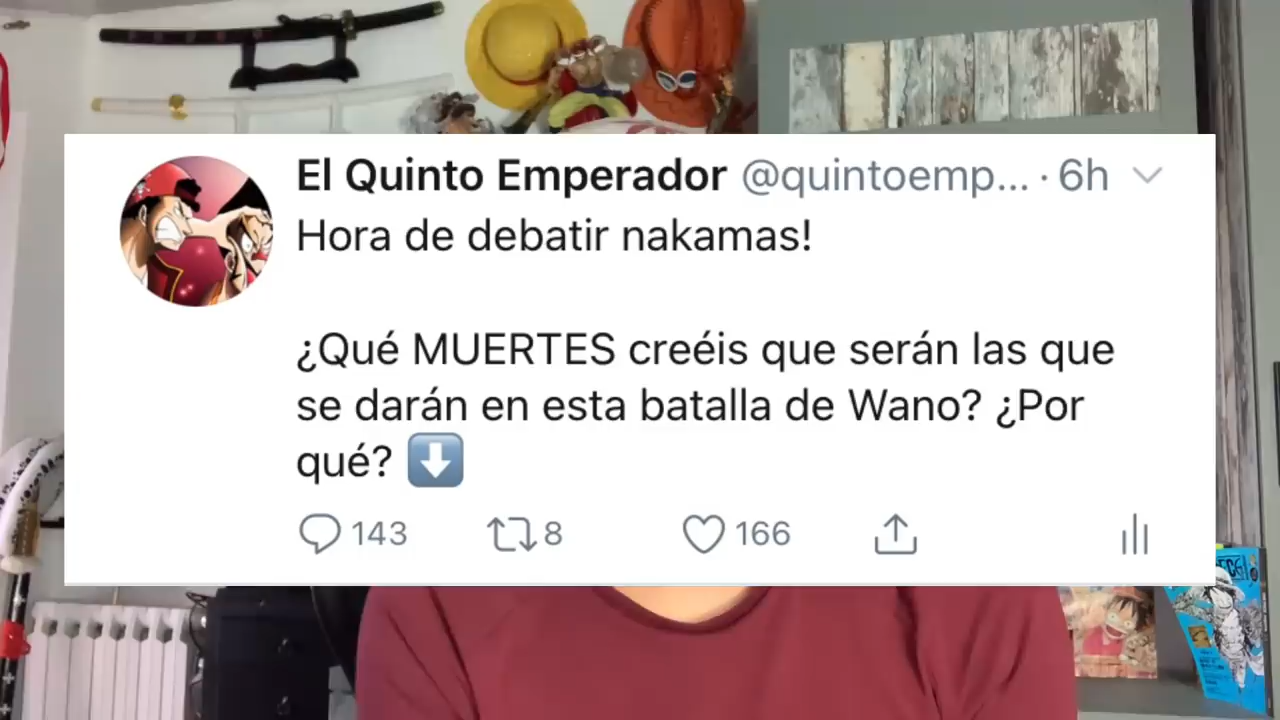 El Quinto Emperador @quintoemp... · 6h
Hora de debatir nakamas!
¿Qué MUERTES creéis que serán las que
se darán en esta batalla de Wano? ¿Por
qué? ⬇️
143 8 166